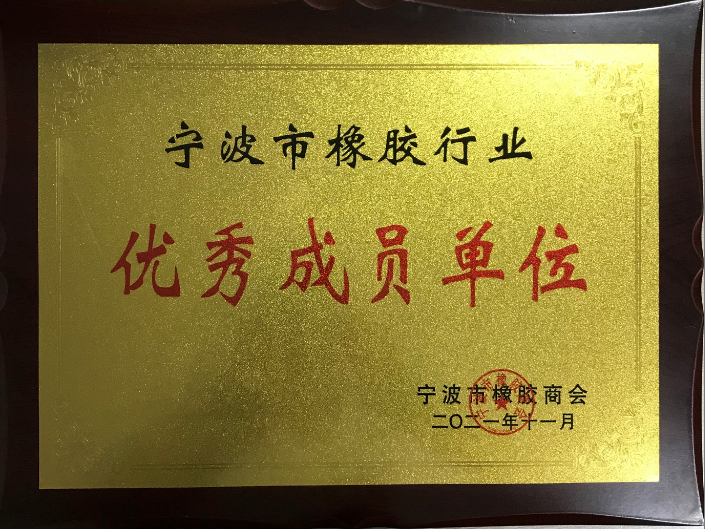 宁波市橡胶行业
优秀成员单位
宁波市橡胶商会
二〇二一年十一月